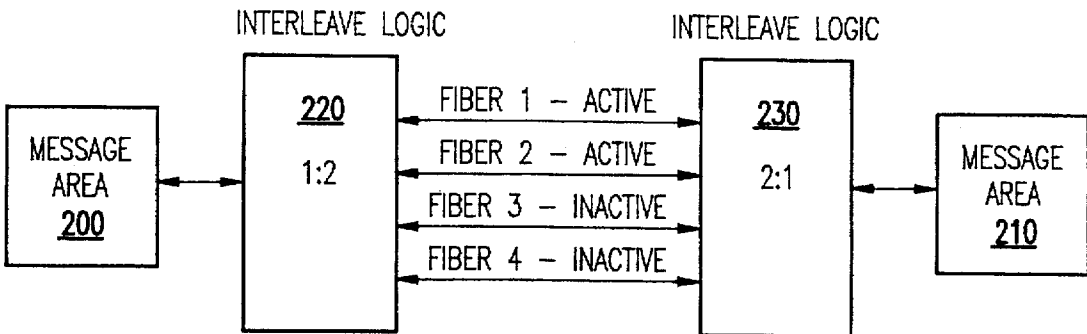 INTERLEAVE LOGIC
INTERLEAVE LOGIC
MESSAGE
AREA
200
220
1:2
FIBER 1 – ACTIVE
FIBER 2 – ACTIVE
FIBER 3 – INACTIVE
FIBER 4 – INACTIVE
230
2:1
MESSAGE
AREA
210